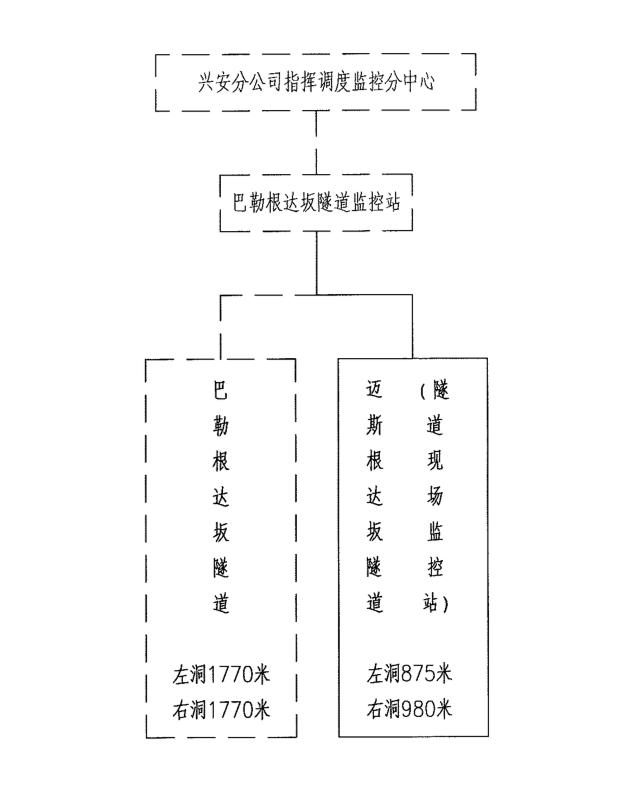 兴安分公司指挥调度监控分中心
巴勒根达坂隧道监控站
巴勒根达坂隧道
左洞1770米
右洞1770米
迈斯根达坂隧道
(隧道现场监控站)
左洞875米
右洞980米